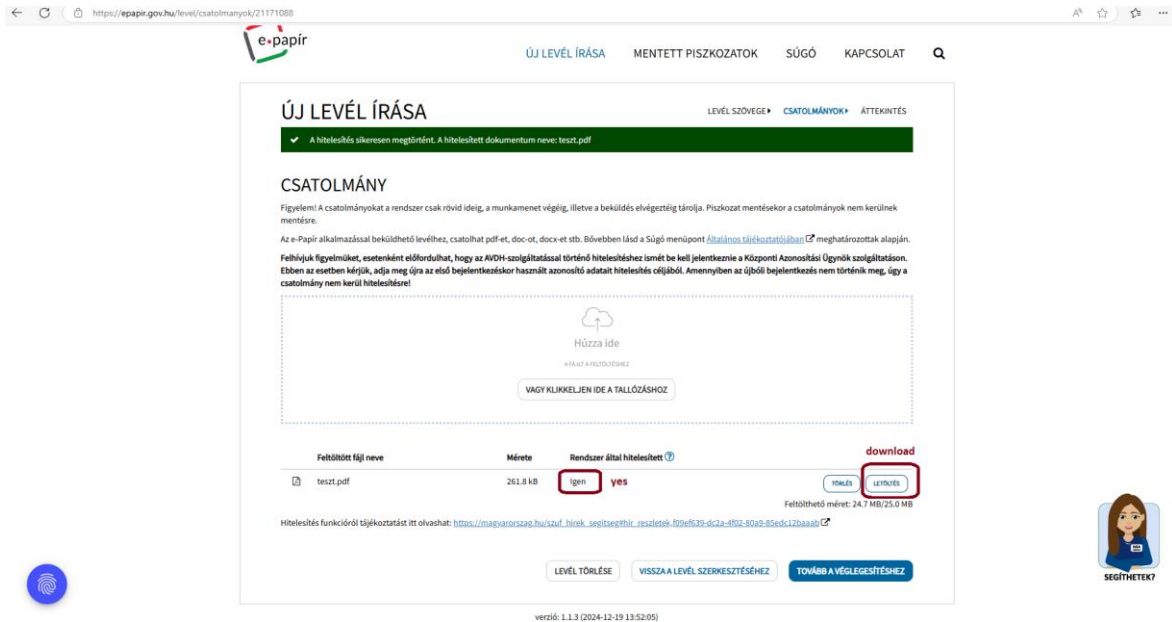 https://epapir.gov.hu/level/csatolmanyok/21171088
e-papír
ÚJ LEVÉL ÍRÁSA MENTETT PISZKOZATOK SÚGÓ KAPCSOLAT
ÚJ LEVÉL ÍRÁSA
LEVÉL SZÖVEGE CSATOLMÁNYOK ÁTTEKINTÉS
A hitelesítés sikeresen megtörtént. A hitelesített dokumentum neve: teszt.pdf
CSATOLMÁNY
Figyelem! A csatolmányokat a rendszer csak rövid ideig, a munkamenet végéig, illetve a beküldés elvégeztéig tárolja. Piszkozat mentésekor a csatolmányok nem kerülnek
mentésre.
Az e-Papír alkalmazással beküldhető levélhez, csatolhat pdf-et, doc-ot, docx-et stb. Bővebben lásd a Súgó menüpont Általános tájékoztatójában meghatározottak alapján.
Felhívjuk figyelmüket, esetenként előfordulhat, hogy az AVDH-szolgáltatással történő hitelesítéshez ismét be kell jelentkeznie a Központi Azonosítási Ügynök szolgáltatáson.
Ebben az esetben kérjük, adja meg újra az első bejelentkezéskor használt azonosító adatait hitelesítés céljából. Amennyiben az újbóli bejelentkezés nem történik meg, úgy a
csatolmány nem kerül hitelesítésre!
Húzza ide
A FÁJLT A FELTÖLTÉSHEZ
VAGY KLIKKELJEN IDE A TALLÓZÁSHOZ
download
Feltöltött fájl neve Mérete Rendszer által hitelesített ?
teszt.pdf 261.8 kB Igen yes TÖRLÉS LETÖLTÉS
Feltölthető méret: 24.7 MB/25.0 MB
Hitelesítés funkcióról tájékoztatást itt olvashat: https://magyarorszag.hu/szuf_hirek_segitseg#hir_reszletek,f09ef639-dc2a-4f02-80a9-85edc12baaab
LEVÉL TÖRLÉSE VISSZA A LEVÉL SZERKESZTÉSÉHEZ TOVÁBB A VÉGLEGESÍTÉSHEZ
SEGÍTHETEK?
verzió: 1.1.3 (2024-12-19 13:52:05)